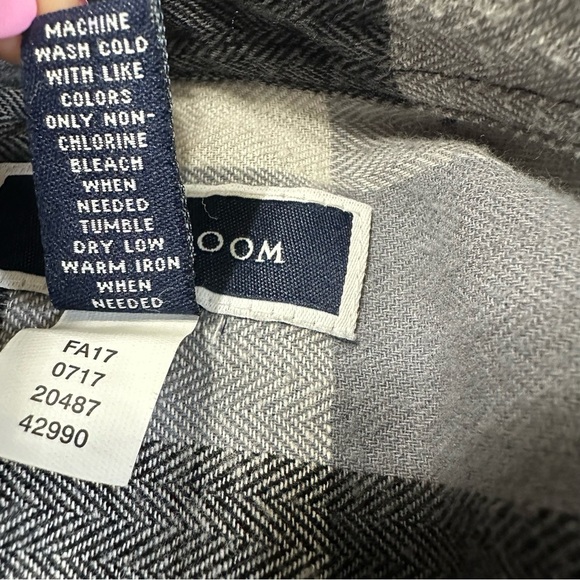 MACHINE
WASH COLD
WITH LIKE
COLORS
ONLY NON-
CHLORINE
BLEACH
WHEN
NEEDED
TUMBLE
DRY LOW
WARM IRON
WHEN
NEEDED
OOM
FA17
0717
20487
42990